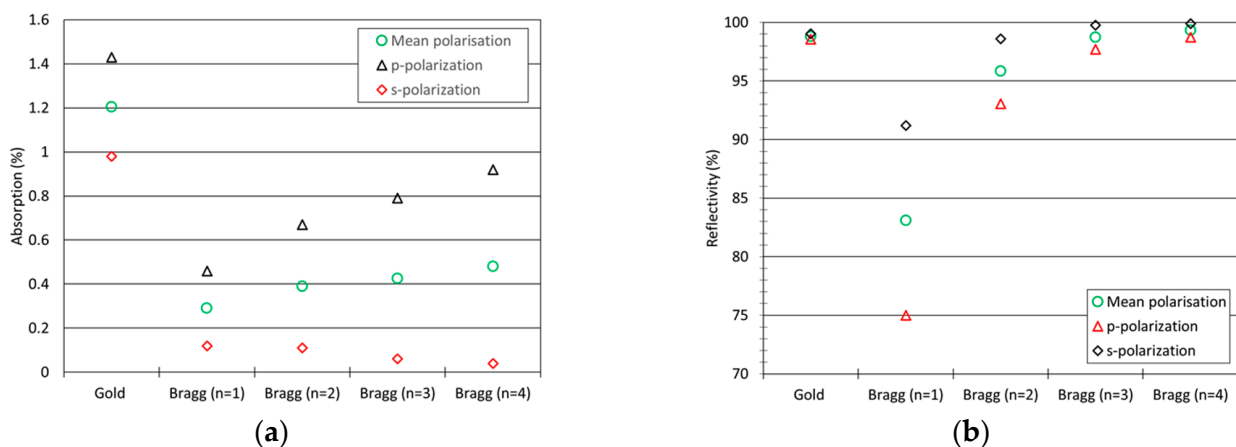 1.6
1.4
1.2
1
0.8
0.6
0.4
0.2
0
Absorption (%)
Mean polarisation
p-polarization
s-polarization
Gold Bragg (n=1) Bragg (n=2) Bragg (n=3) Bragg (n=4)
(a)
100
95
90
85
80
75
70
Reflectivity (%)
Mean polarisation
p-polarization
s-polarization
Gold Bragg (n=1) Bragg (n=2) Bragg (n=3) Bragg (n=4)
(b)